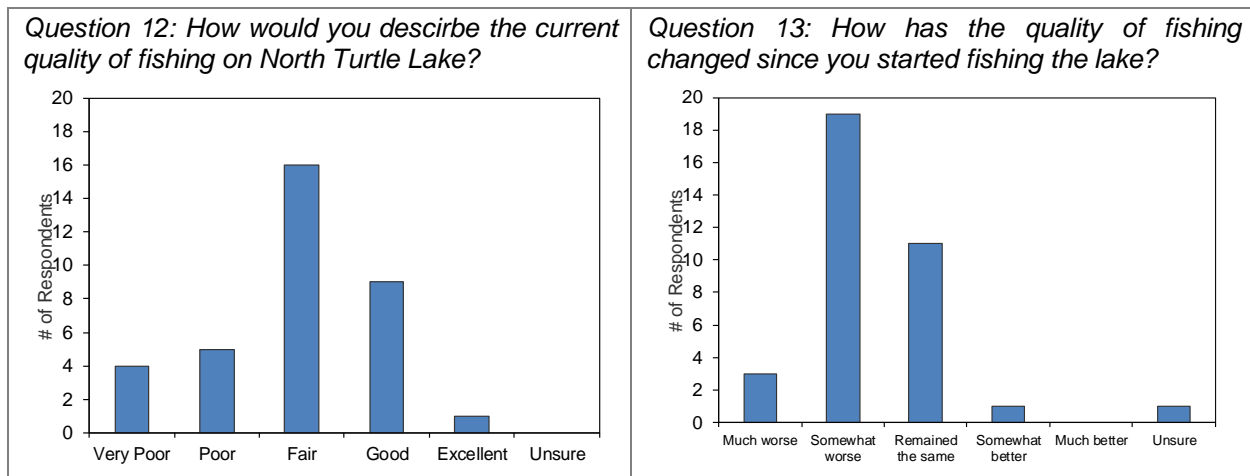 Question 12: How would you descirbe the current
quality of fishing on North Turtle Lake?
20
18
16
14
12
10
8
6
4
2
0
# of Respondents
Very Poor Poor Fair Good Excellent Unsure
Question 13: How has the quality of fishing
changed since you started fishing the lake?
20
18
16
14
12
10
8
6
4
2
0
# of Respondents
Much worse Somewhat worse Remained the same Somewhat better Much better Unsure